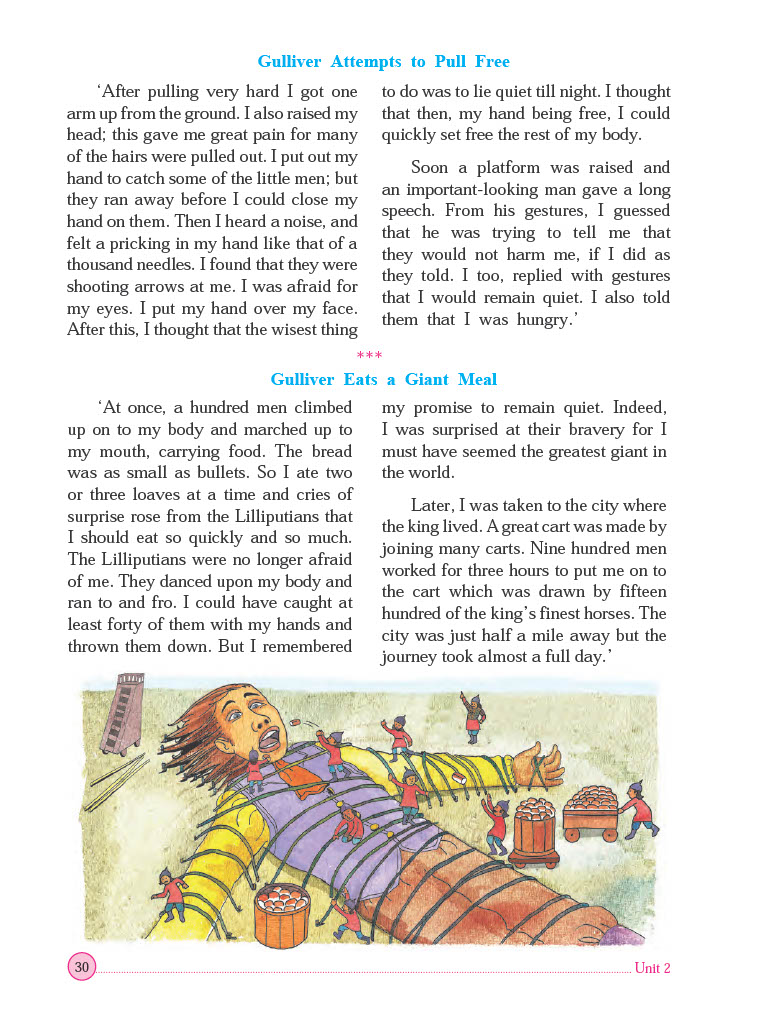 Gulliver Attempts to Pull Free
‘After pulling very hard I got one
arm up from the ground. I also raised my
head; this gave me great pain for many
of the hairs were pulled out. I put out my
hand to catch some of the little men; but
they ran away before I could close my
hand on them. Then I heard a noise, and
felt a pricking in my hand like that of a
thousand needles. I found that they were
shooting arrows at me. I was afraid for
my eyes. I put my hand over my face.
After this, I thought that the wisest thing
to do was to lie quiet till night. I thought
that then, my hand being free, I could
quickly set free the rest of my body.
Soon a platform was raised and
an important-looking man gave a long
speech. From his gestures, I guessed
that he was trying to tell me that
they would not harm me, if I did as
they told. I too, replied with gestures
that I would remain quiet. I also told
them that I was hungry.’
***
Gulliver Eats a Giant Meal
‘At once, a hundred men climbed
up on to my body and marched up to
my mouth, carrying food. The bread
was as small as bullets. So I ate two
or three loaves at a time and cries of
surprise rose from the Lilliputians that
I should eat so quickly and so much.
The Lilliputians were no longer afraid
of me. They danced upon my body and
ran to and fro. I could have caught at
least forty of them with my hands and
thrown them down. But I remembered
my promise to remain quiet. Indeed,
I was surprised at their bravery for I
must have seemed the greatest giant in
the world.
Later, I was taken to the city where
the king lived. A great cart was made by
joining many carts. Nine hundred men
worked for three hours to put me on to
the cart which was drawn by fifteen
hundred of the king’s finest horses. The
city was just half a mile away but the
journey took almost a full day.’
30
Unit 2